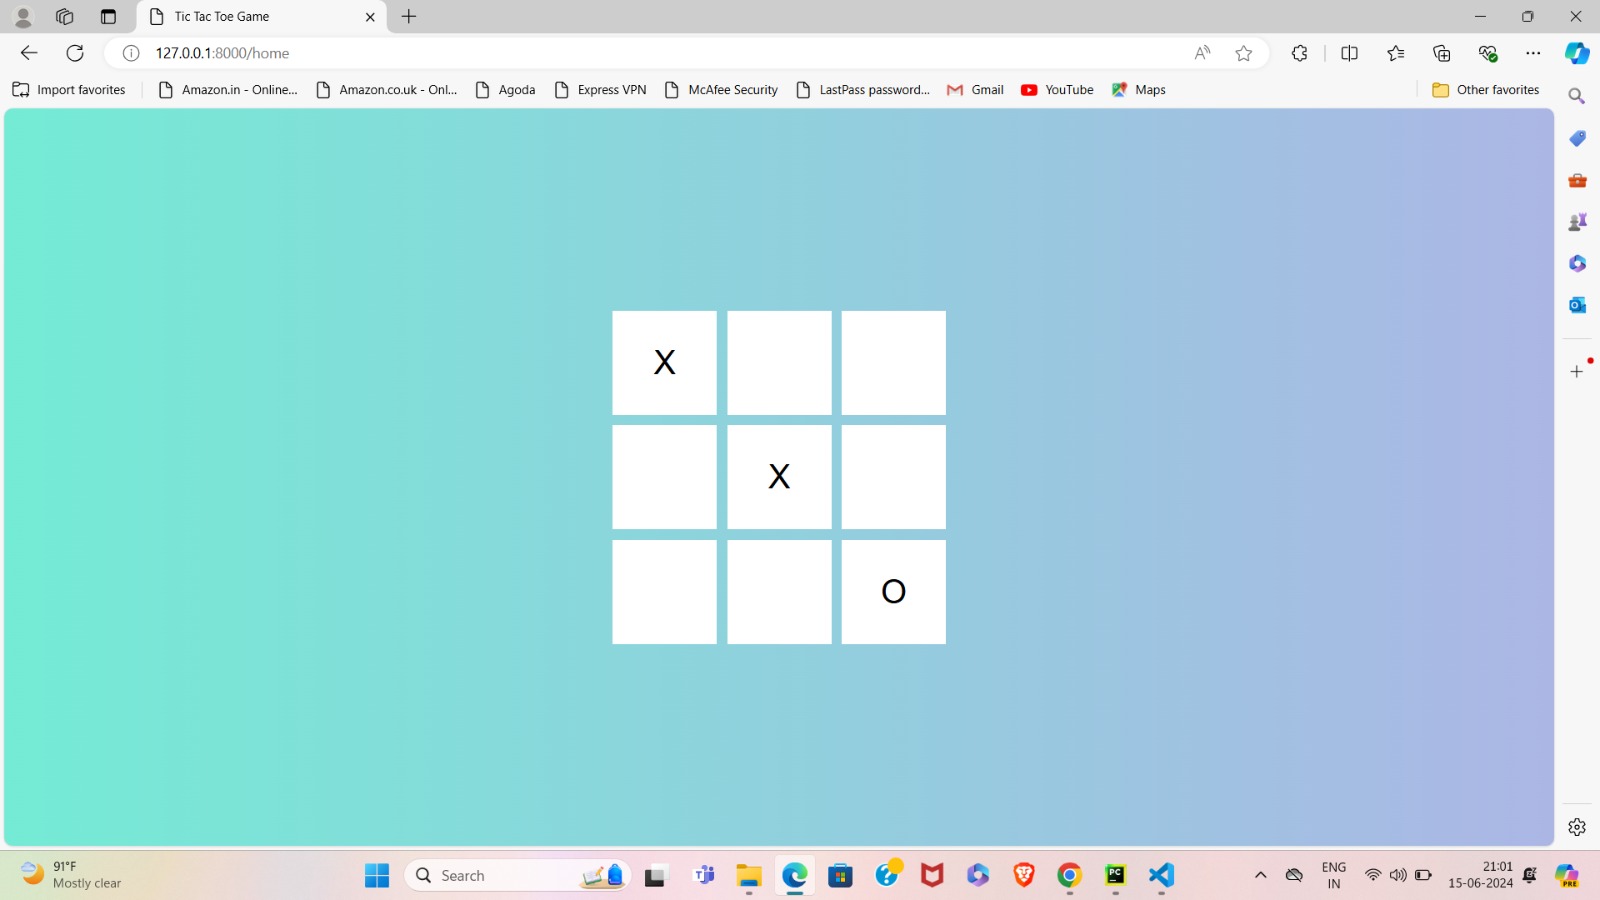 Tic Tac Toe Game
127.0.0.1:8000/home
Import favorites Amazon.in - Online... Amazon.co.uk - Onl... Agoda Express VPN McAfee Security LastPass password... Gmail YouTube Maps Other favorites
X
X
O
91°F
Mostly clear
Search
ENG
IN
21:01
15-06-2024